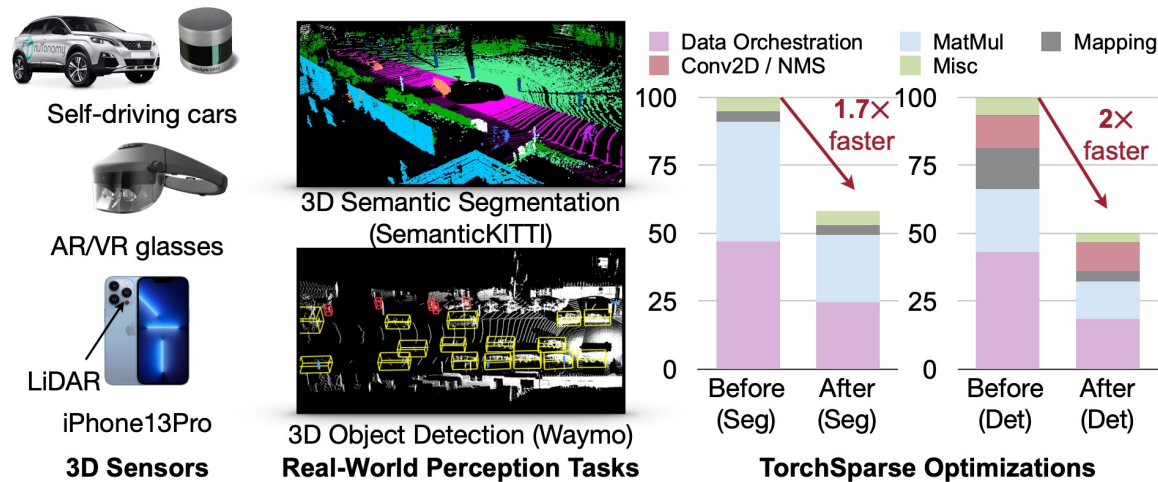 nuTonomy
Self-driving cars
AR/VR glasses
LiDAR
iPhone13Pro
3D Sensors
3D Semantic Segmentation
(SemanticKITTI)
3D Object Detection (Waymo)
Real-World Perception Tasks
Data Orchestration
MatMul
Mapping
Conv2D / NMS
Misc
100
75
50
25
0
1.7×
faster
Before
(Seg)
After
(Seg)
100
75
50
25
0
2×
faster
Before
(Det)
After
(Det)
TorchSparse Optimizations